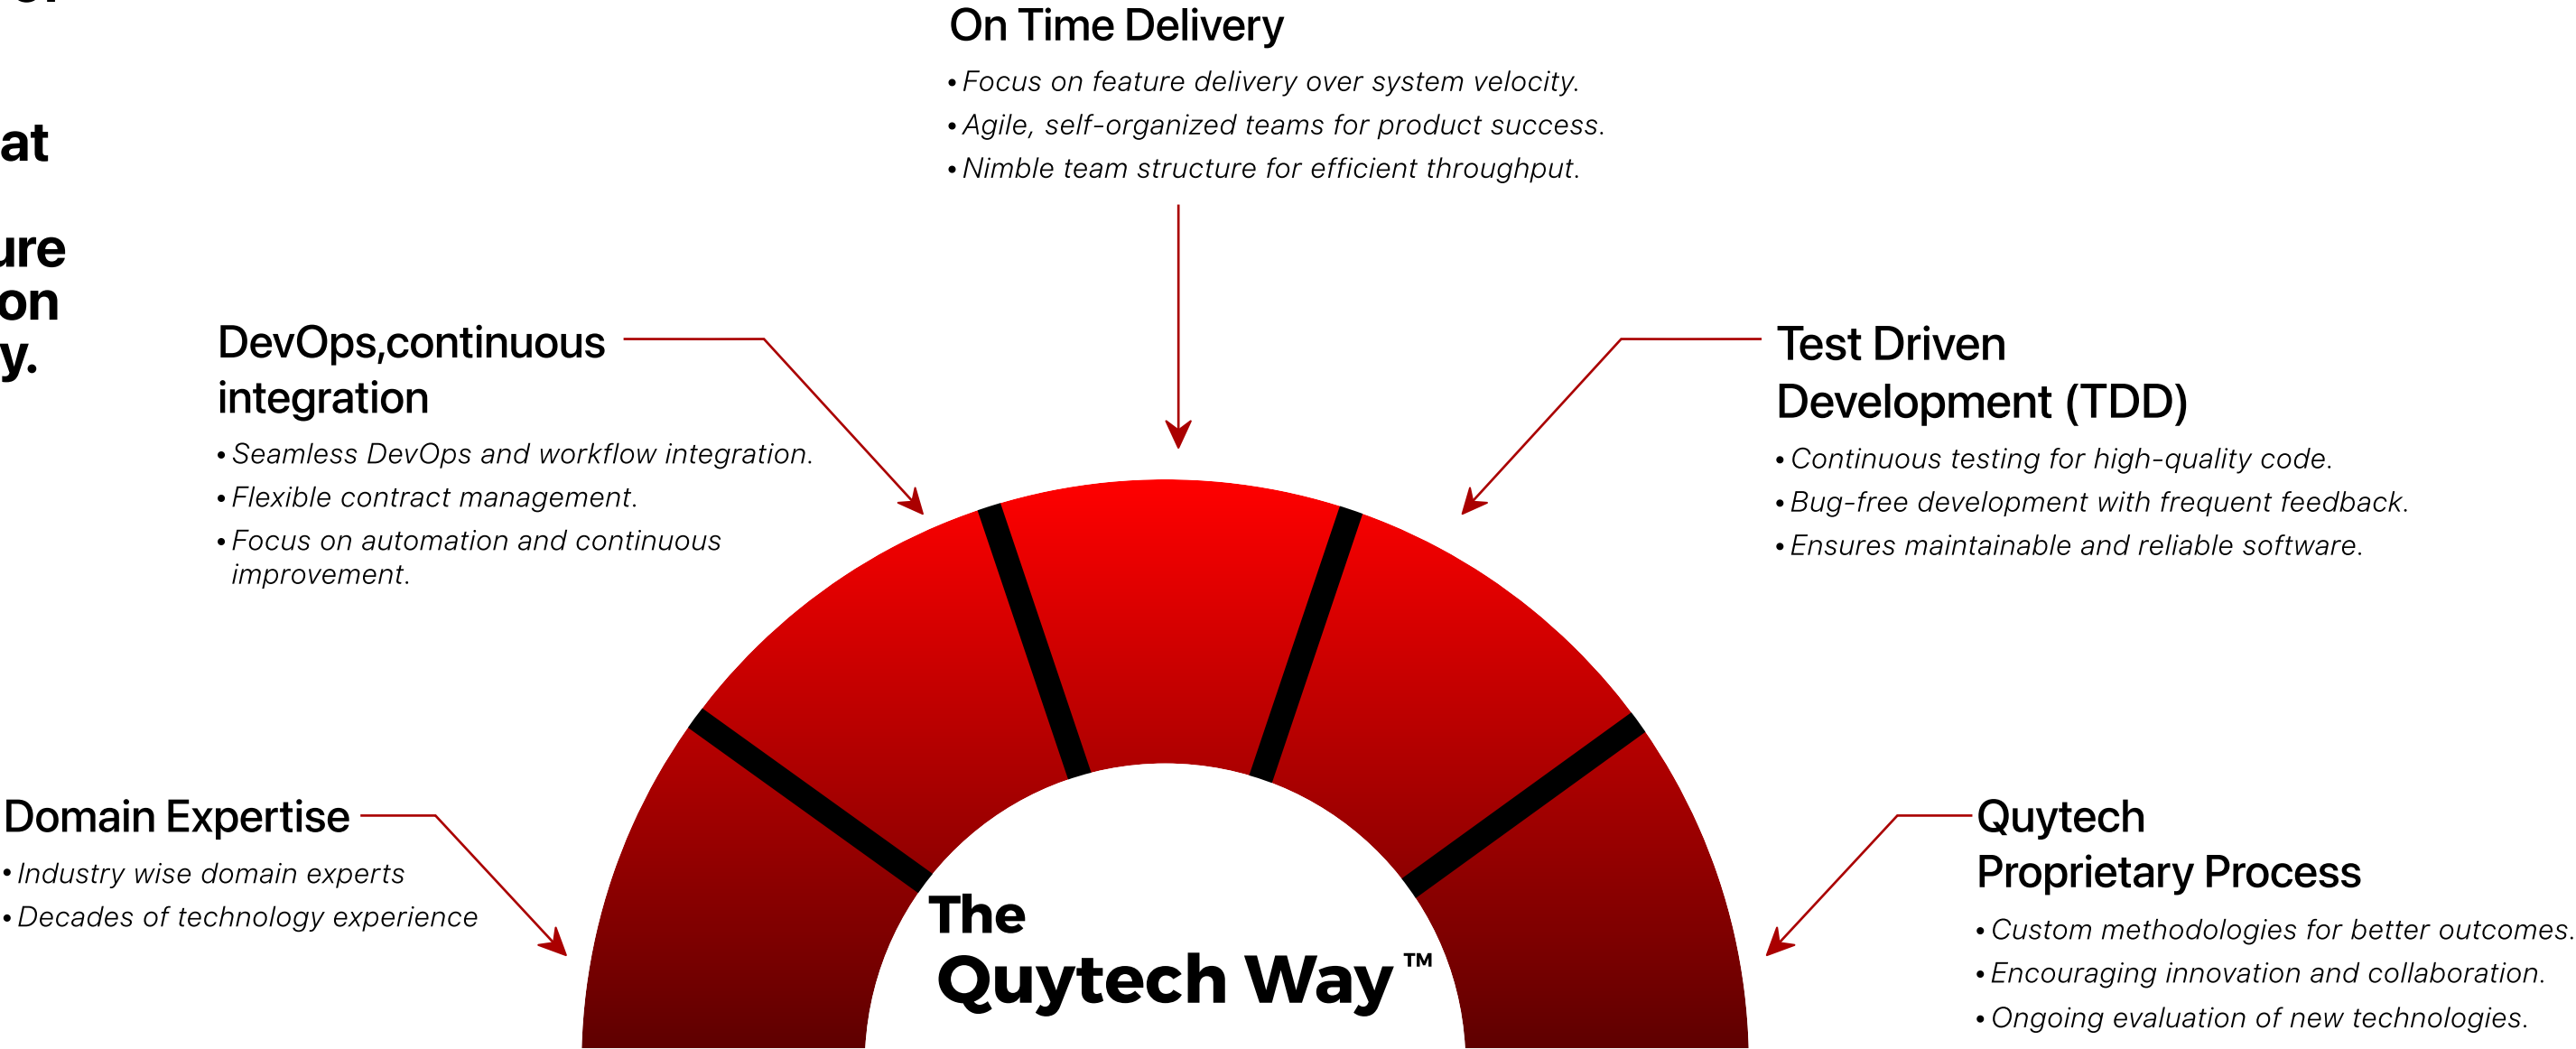 at
ure
on
y.
On Time Delivery
• Focus on feature delivery over system velocity.
• Agile, self-organized teams for product success.
• Nimble team structure for efficient throughput.
DevOps,continuous
integration
• Seamless DevOps and workflow integration.
• Flexible contract management.
• Focus on automation and continuous
improvement.
Test Driven
Development (TDD)
• Continuous testing for high-quality code.
• Bug-free development with frequent feedback.
• Ensures maintainable and reliable software.
Domain Expertise
• Industry wise domain experts
• Decades of technology experience
The
Quytech Way™
Quytech
Proprietary Process
• Custom methodologies for better outcomes.
• Encouraging innovation and collaboration.
• Ongoing evaluation of new technologies.